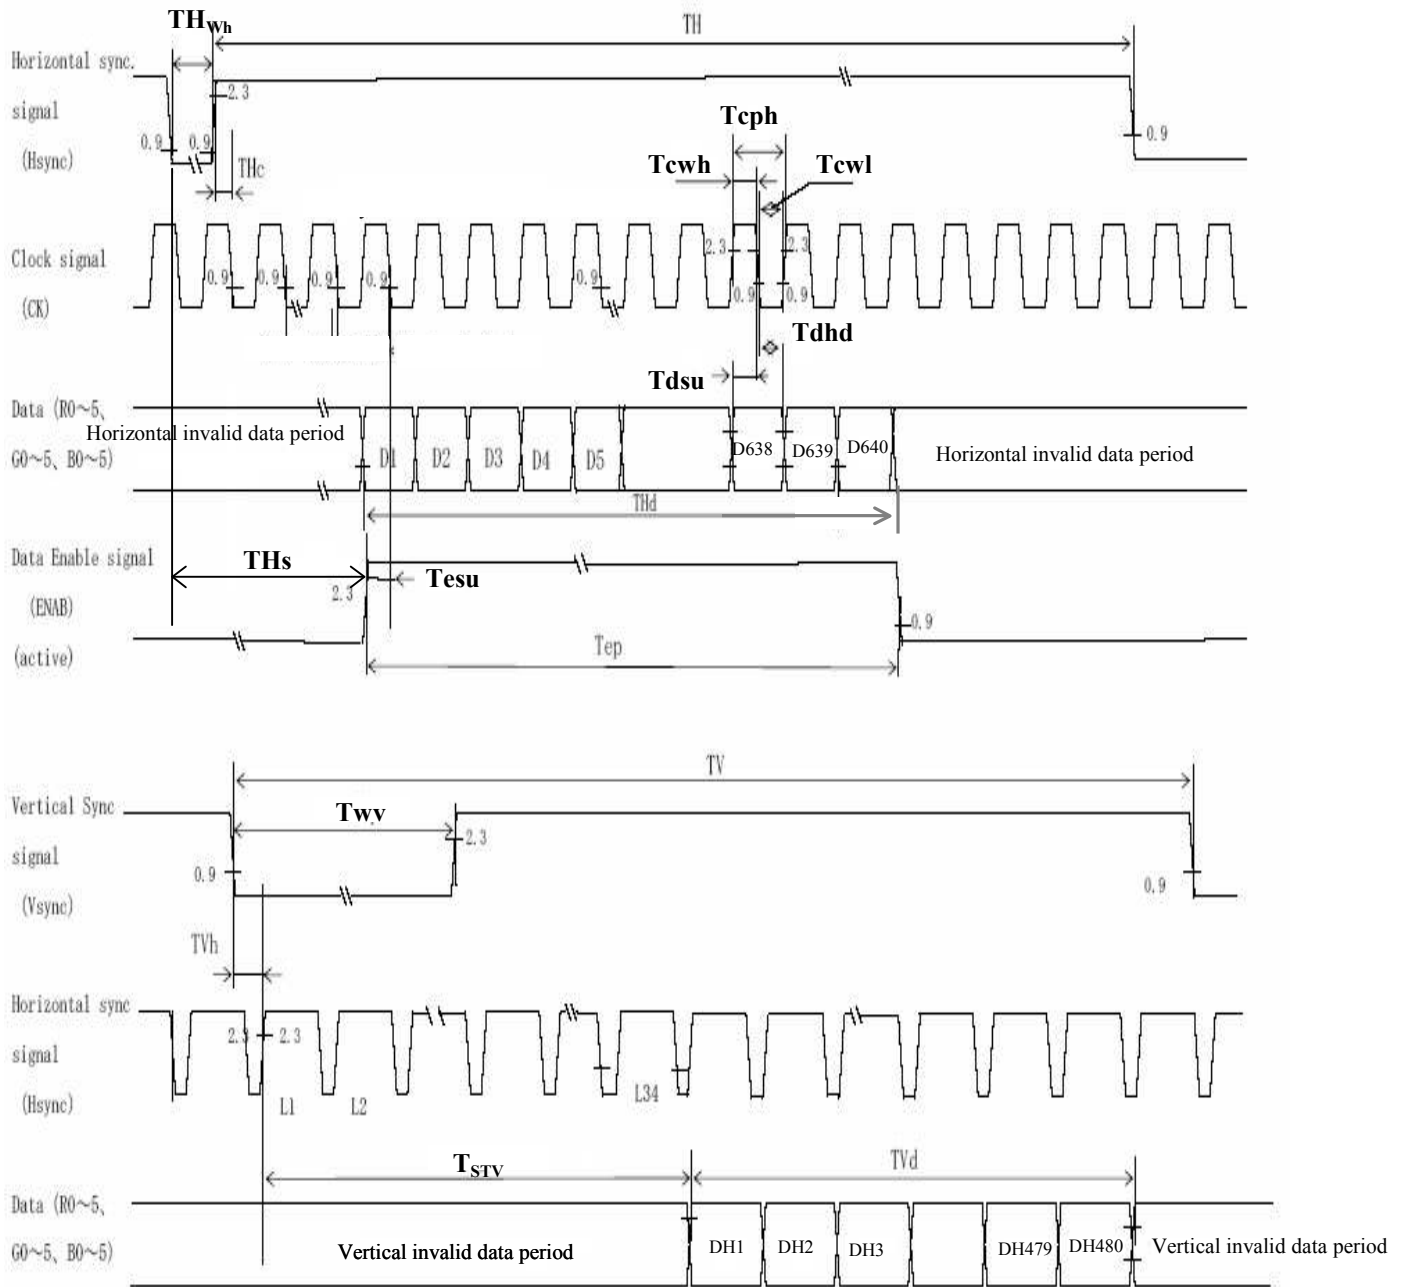 TH_Wh
TH
Horizontal sync.
signal
(Hsync)
2.3
0.9
0.9
0.9
THc
Tcph
Tcwh
Tcwl
Clock signal
(CK)
0.9
0.9
0.9
0.9
0.9
2.3
2.3
0.9
0.9
Tdhd
Tdsu
Data (R0～5、
G0～5、B0～5)
Horizontal invalid data period
D1
D2
D3
D4
D5
D638
D639
D640
Horizontal invalid data period
THd
Data Enable signal
(ENAB)
(active)
THs
2.3
Tesu
0.9
Tep
TV
Vertical Sync
signal
(Vsync)
Twv
2.3
0.9
0.9
TVh
Horizontal sync
signal
(Hsync)
2.3
2.3
L1
L2
L34
T_STV
TVd
Data (R0～5、
G0～5、B0～5)
Vertical invalid data period
DH1
DH2
DH3
DH479
DH480
Vertical invalid data period